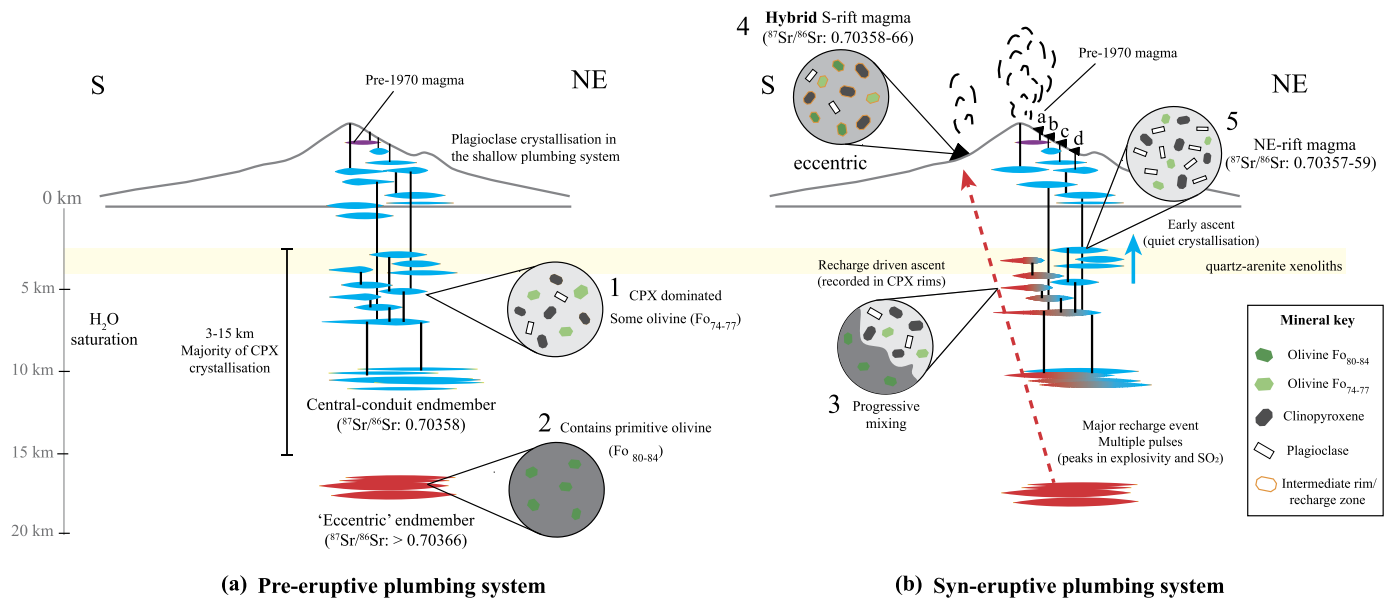 S
NE
Pre-1970 magma
Plagioclase crystallisation in
the shallow plumbing system
0 km
5 km
10 km
15 km
20 km
H₂O
saturation
3-15 km
Majority of CPX
crystallisation
1
CPX dominated
Some olivine (Fo₇₄₋₇₇)
Central-conduit endmember
(⁸⁷Sr/⁸⁶Sr: 0.70358)
2
Contains primitive olivine
(Fo ₈₀₋₈₄)
‘Eccentric’ endmember
(⁸⁷Sr/⁸⁶Sr: > 0.70366)
(a) Pre-eruptive plumbing system
4
Hybrid S-rift magma
(⁸⁷Sr/⁸⁶Sr: 0.70358-66)
S
NE
Pre-1970 magma
a
b
c
d
eccentric
5
NE-rift magma
(⁸⁷Sr/⁸⁶Sr: 0.70357-59)
Early ascent
(quiet crystallisation)
quartz-arenite xenoliths
Recharge driven ascent
(recorded in CPX rims)
3
Progressive
mixing
Major recharge event
Multiple pulses
(peaks in explosivity and SO₂)
Mineral key
Olivine Fo₈₀₋₈₄
Olivine Fo₇₄₋₇₇
Clinopyroxene
Plagioclase
Intermediate rim/
recharge zone
(b) Syn-eruptive plumbing system